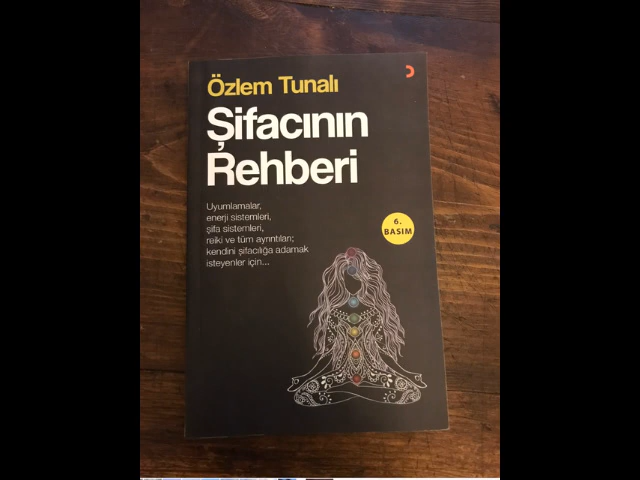 Özlem Tunalı
Şifacının
Rehberi
Uyumlamalar,
enerji sistemleri,
şifa sistemleri,
reiki ve tüm ayrıntıları;
kendini şifacılığa adamak
isteyenler için...
6.
BASIM